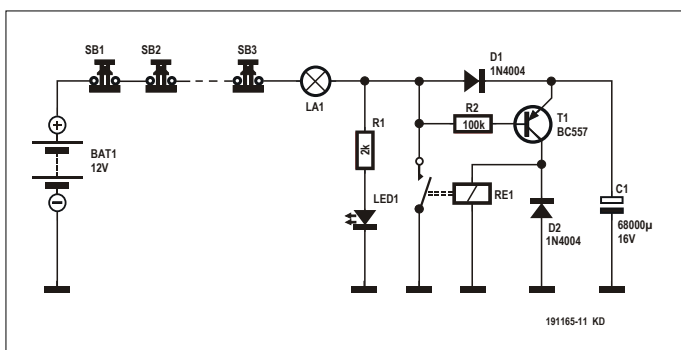 SB1
SB2
SB3
LA1
D1
1N4004
R1
2k
R2
100k
T1
BC557
BAT1
12V
LED1
RE1
D2
1N4004
C1
68000µ
16V
191165-11 KD